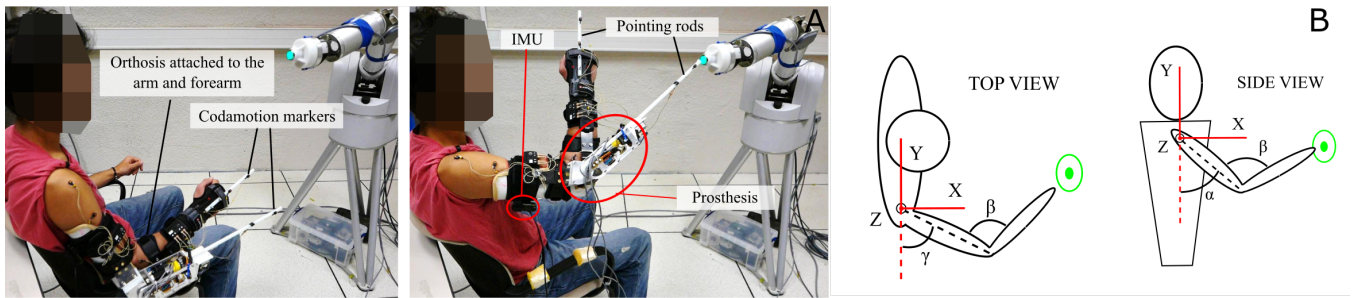 Orthosis attached to the
arm and forearm
Codamotion markers
IMU
Pointing rods
A
Prosthesis
B
TOP VIEW
Y
X
Z
β
γ
SIDE VIEW
Y
X
Z
β
α